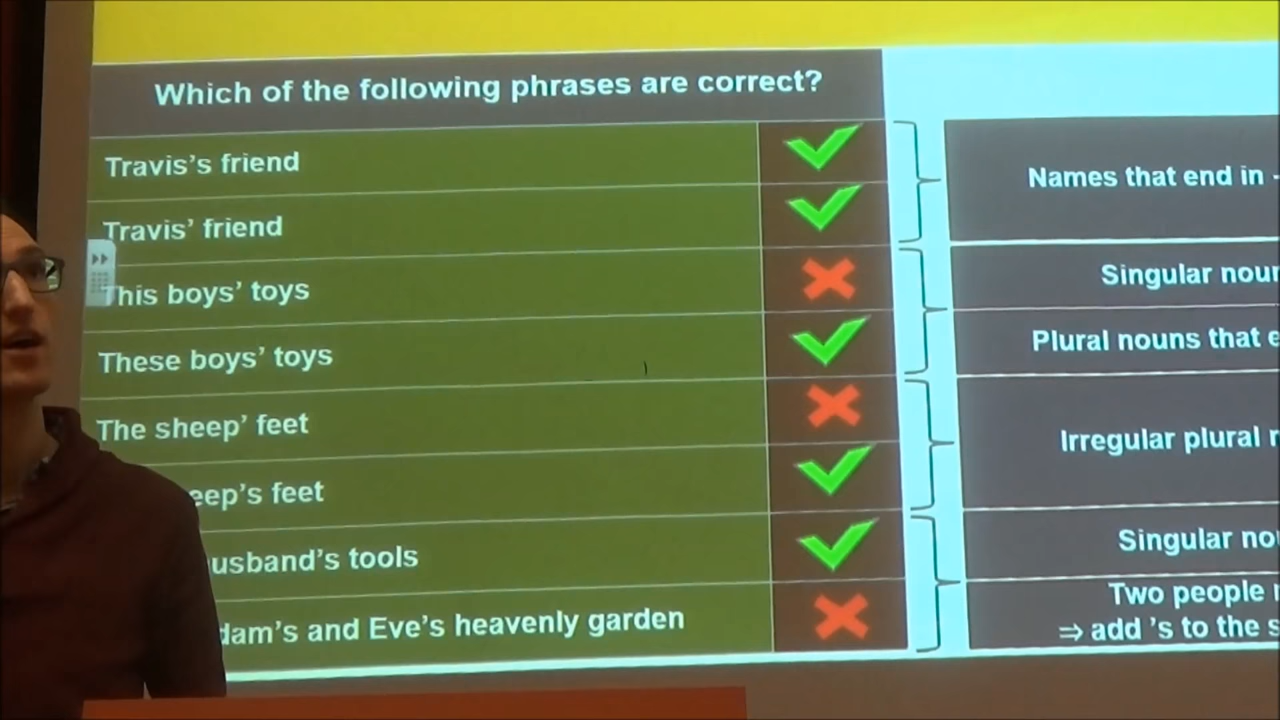 Which of the following phrases are correct?
Travis's friend
Travis' friend
This boys' toys
These boys' toys
The sheep' feet
eep's feet
usband's tools
dam's and Eve's heavenly garden
Names that end in -
Singular nour
Plural nouns that e
Irregular plural n
Singular no
Two people
⇒ add 's to the s